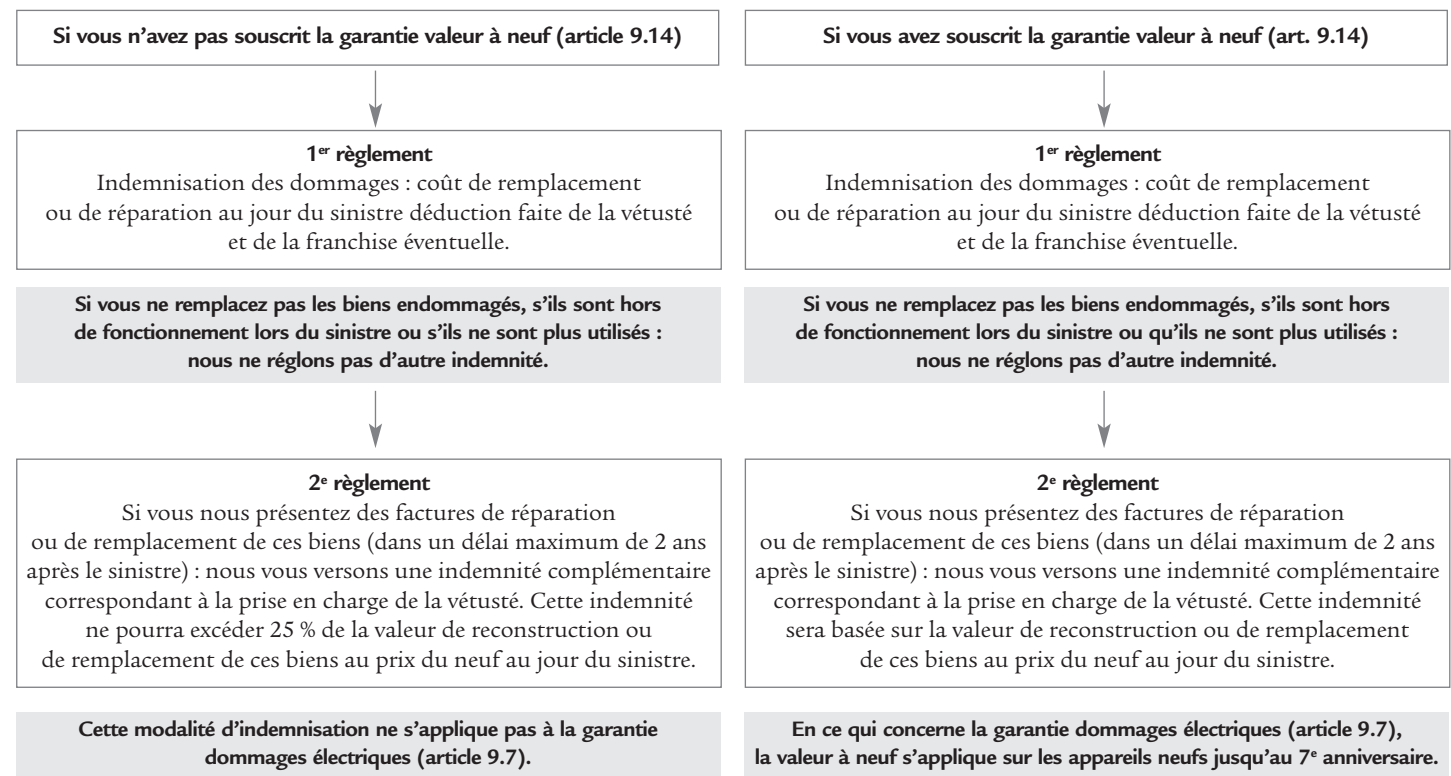 Si vous n’avez pas souscrit la garantie valeur à neuf (article 9.14)
1er règlement
Indemnisation des dommages : coût de remplacement
ou de réparation au jour du sinistre déduction faite de la vétusté
et de la franchise éventuelle.
Si vous ne remplacez pas les biens endommagés, s’ils sont hors
de fonctionnement lors du sinistre ou s’ils ne sont plus utilisés :
nous ne réglons pas d’autre indemnité.
2e règlement
Si vous nous présentez des factures de réparation
ou de remplacement de ces biens (dans un délai maximum de 2 ans
après le sinistre) : nous vous versons une indemnité complémentaire
correspondant à la prise en charge de la vétusté. Cette indemnité
ne pourra excéder 25 % de la valeur de reconstruction ou
de remplacement de ces biens au prix du neuf au jour du sinistre.
Cette modalité d’indemnisation ne s’applique pas à la garantie
dommages électriques (article 9.7).
Si vous avez souscrit la garantie valeur à neuf (art. 9.14)
1er règlement
Indemnisation des dommages : coût de remplacement
ou de réparation au jour du sinistre déduction faite de la vétusté
et de la franchise éventuelle.
Si vous ne remplacez pas les biens endommagés, s’ils sont hors
de fonctionnement lors du sinistre ou qu’ils ne sont plus utilisés :
nous ne réglons pas d’autre indemnité.
2e règlement
Si vous nous présentez des factures de réparation
ou de remplacement de ces biens (dans un délai maximum de 2 ans
après le sinistre) : nous vous versons une indemnité complémentaire
correspondant à la prise en charge de la vétusté. Cette indemnité
sera basée sur la valeur de reconstruction ou de remplacement
de ces biens au prix du neuf au jour du sinistre.
En ce qui concerne la garantie dommages électriques (article 9.7),
la valeur à neuf s’applique sur les appareils neufs jusqu’au 7e anniversaire.